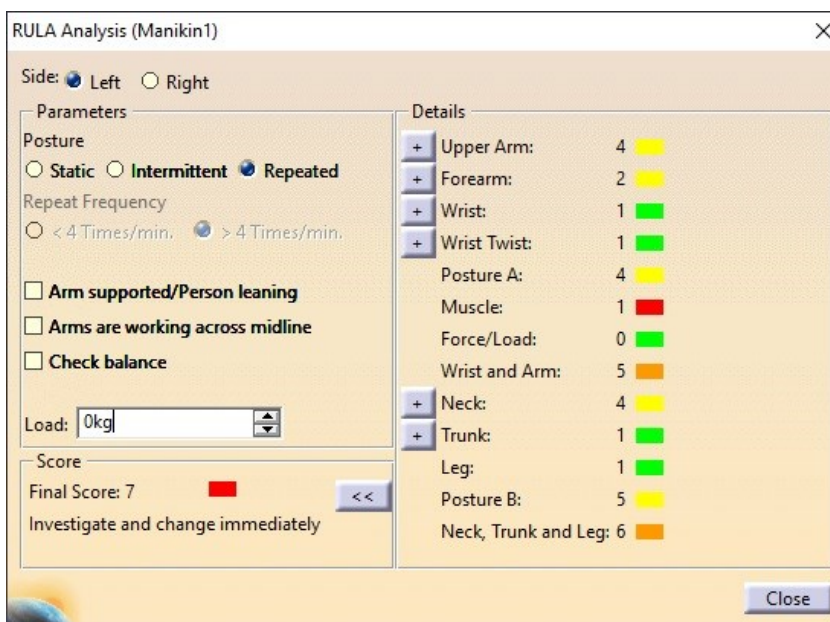 RULA Analysis (Manikin1)
Side: Left Right
Parameters
Posture
Static Intermittent Repeated
Repeat Frequency
< 4 Times/min. > 4 Times/min.
Arm supported/Person leaning
Arms are working across midline
Check balance
Load: 0kg
Score
Final Score: 7
<<
Investigate and change immediately
Details
+ Upper Arm: 4
+ Forearm: 2
+ Wrist: 1
+ Wrist Twist: 1
Posture A: 4
Muscle: 1
Force/Load: 0
Wrist and Arm: 5
+ Neck: 4
+ Trunk: 1
Leg: 1
Posture B: 5
Neck, Trunk and Leg: 6
Close